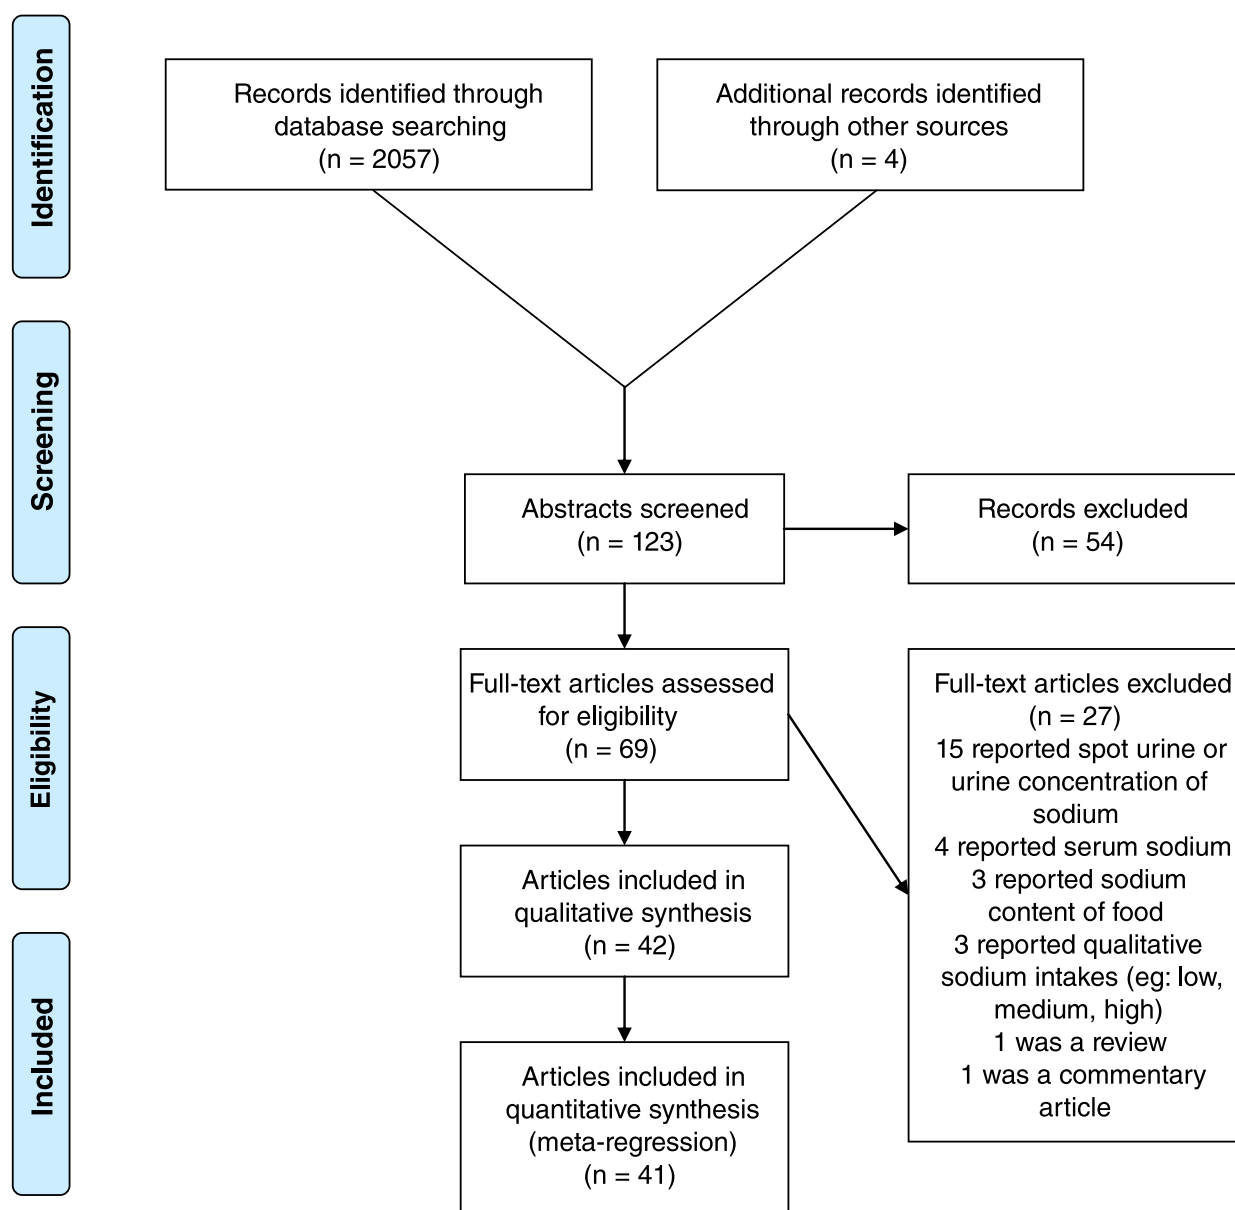 Identification
Records identified through
database searching
(n = 2057)
Additional records identified
through other sources
(n = 4)
Screening
Abstracts screened
(n = 123)
Records excluded
(n = 54)
Eligibility
Full-text articles assessed
for eligibility
(n = 69)
Full-text articles excluded
(n = 27)
15 reported spot urine or
urine concentration of
sodium
4 reported serum sodium
3 reported sodium
content of food
3 reported qualitative
sodium intakes (eg: low,
medium, high)
1 was a review
1 was a commentary
article
Articles included in
qualitative synthesis
(n = 42)
Included
Articles included in
quantitative synthesis
(meta-regression)
(n = 41)